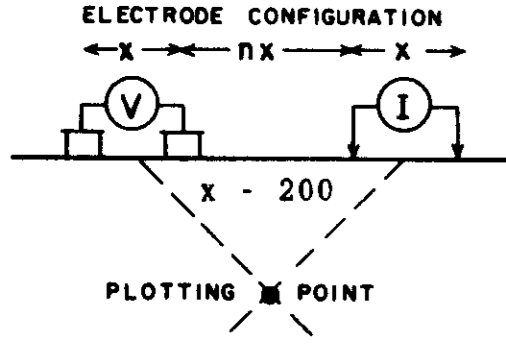 ELECTRODE CONFIGURATION
x nx x
V I
x - 200
PLOTTING POINT